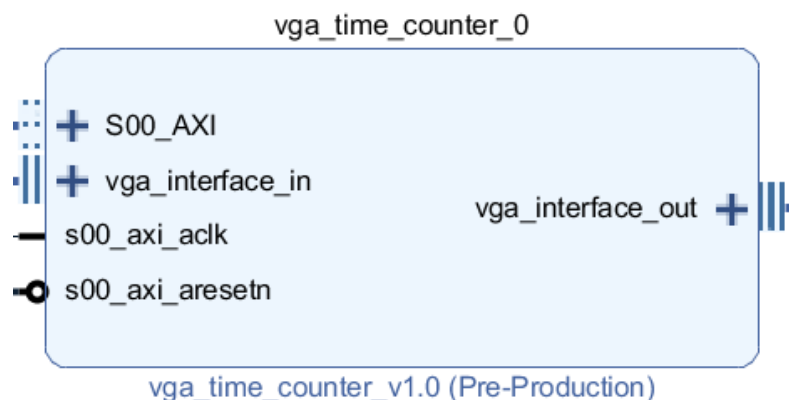 vga_time_counter_0
S00_AXI
vga_interface_in
vga_interface_out
s00_axi_aclk
s00_axi_aresetn
vga_time_counter_v1.0 (Pre-Production)